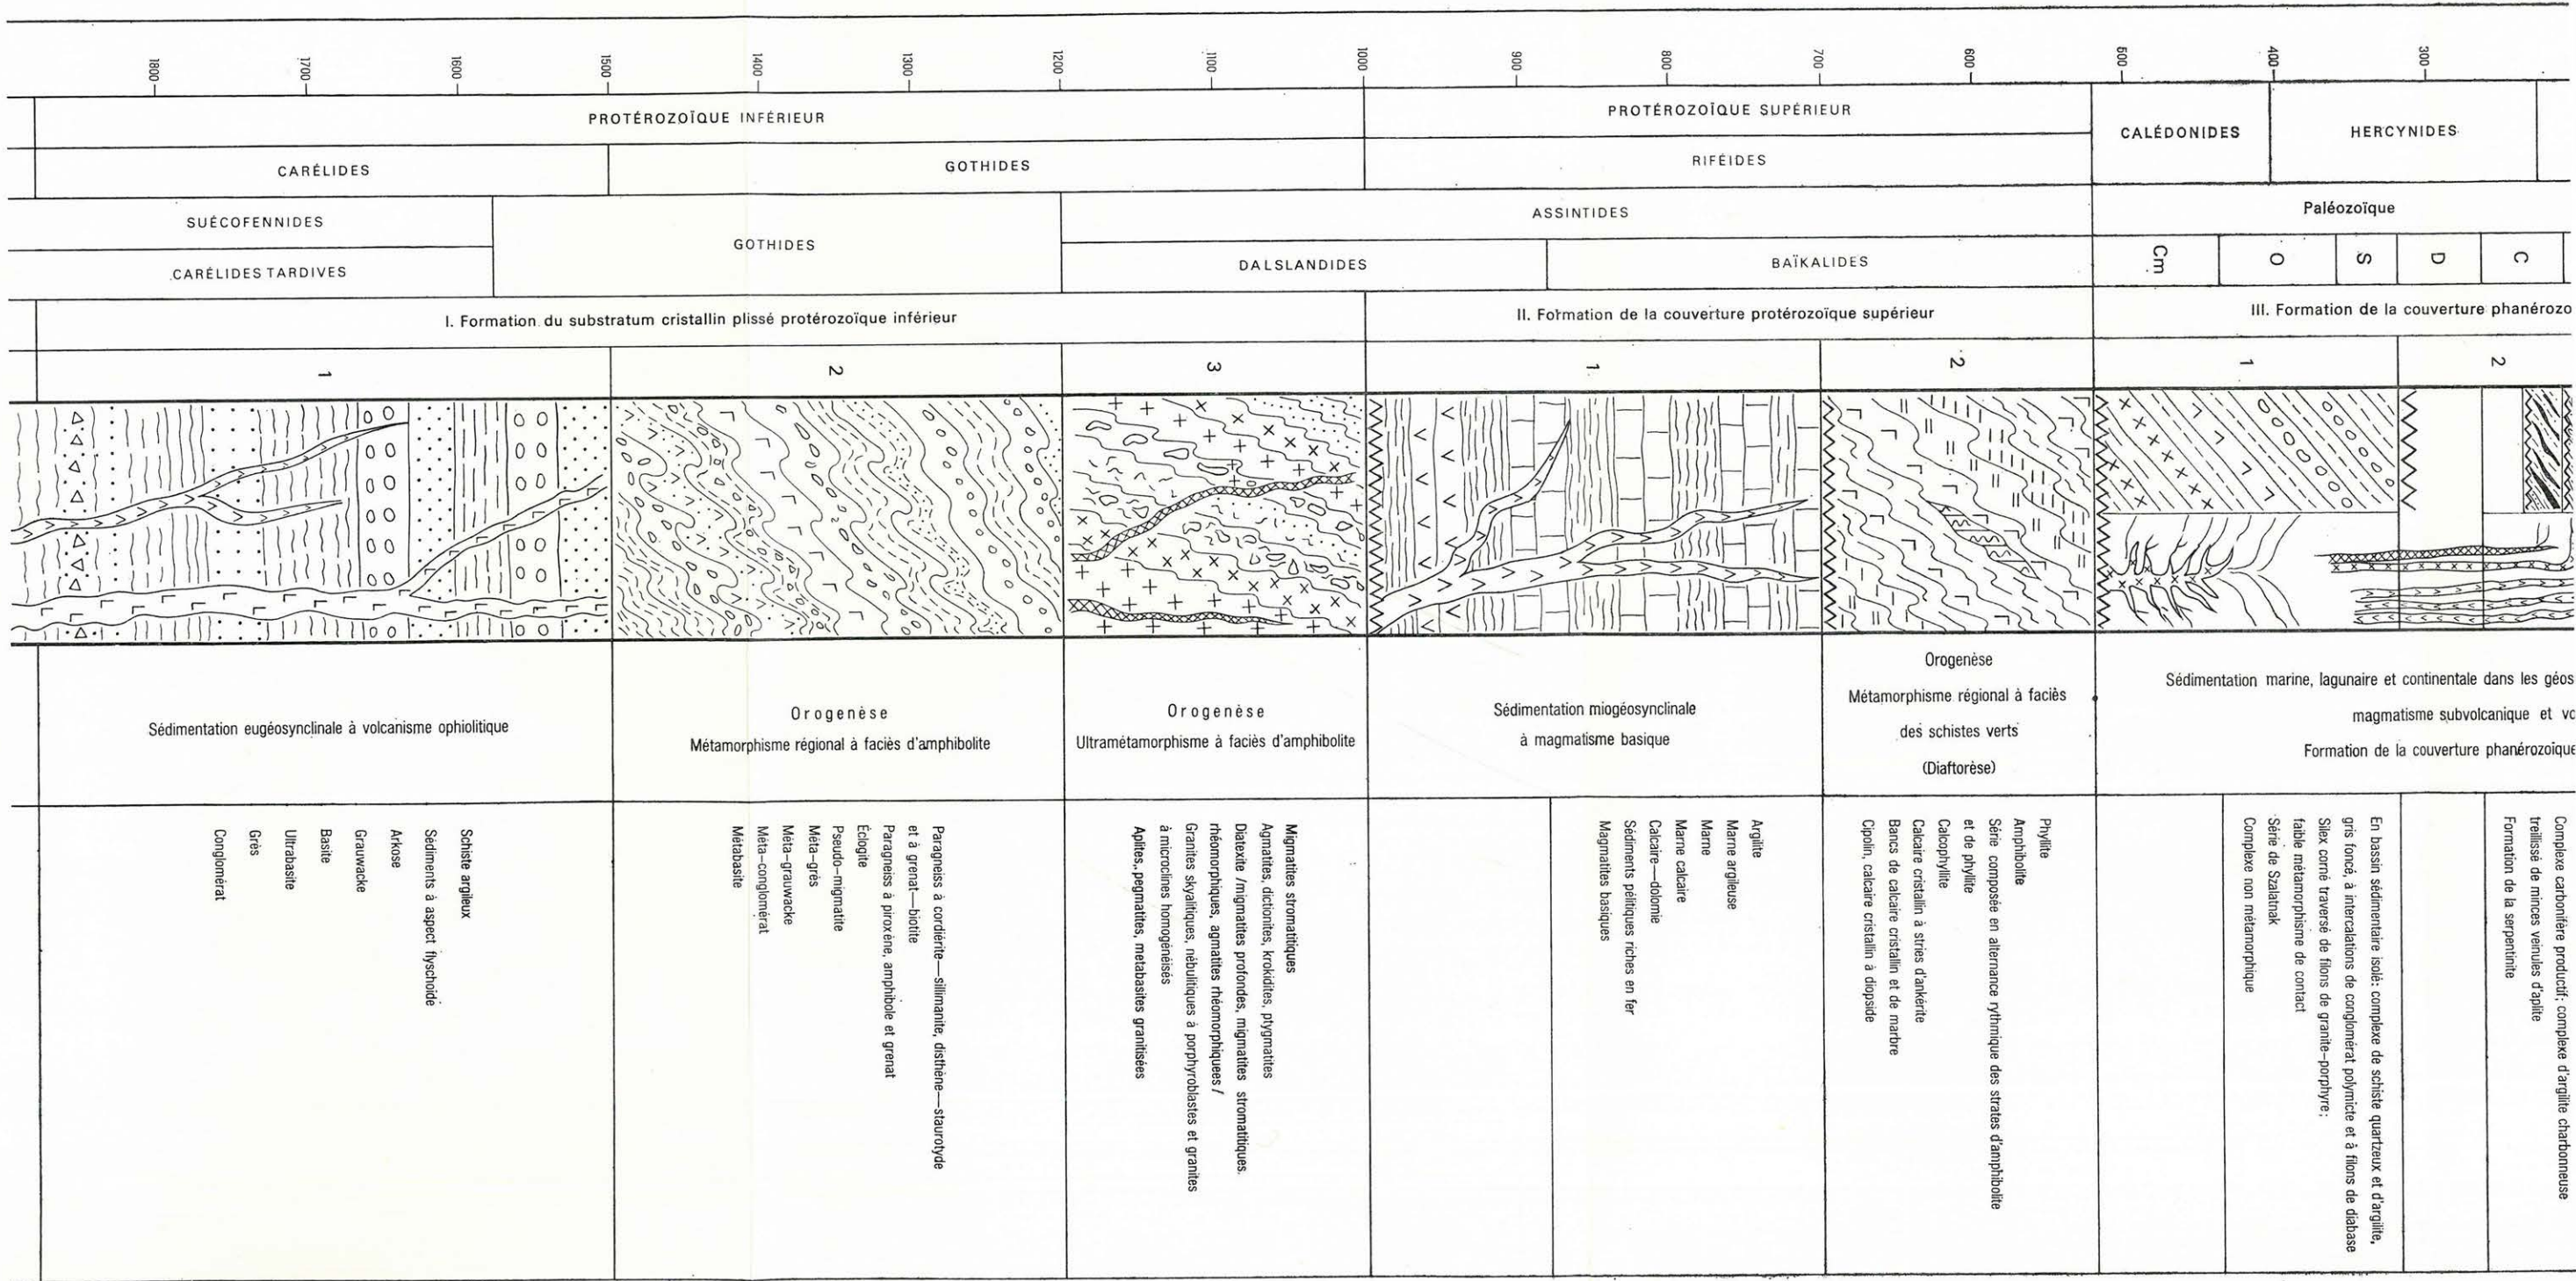 1800
1700
1600
1500
1400
1300
1200
1100
1000
900
800
700
600
500
400
300
PROTÉROZOÏQUE INFÉRIEUR
PROTÉROZOÏQUE SUPÉRIEUR
CALÉDONIDES
HERCYNIDES
CARÉLIDES
GOTHIDES
RIFÉIDES
SUÉCOFENNIDES
CARÉLIDES TARDIVES
GOTHIDES
ASSINTIDES
DALSLANDIDES
BAÏKALIDES
Paléozoïque
Cm
O
S
D
C
I. Formation du substratum cristallin plissé protérozoïque inférieur
II. Formation de la couverture protérozoïque supérieur
III. Formation de la couverture phanérozo
1
2
3
1
2
1
2
Sédimentation eugéosynclinale à volcanisme ophiolitique
Orogenèse
Métamorphisme régional à faciès d'amphibolite
Orogenèse
Ultramétamorphisme à faciès d'amphibolite
Sédimentation miogéosynclinale
à magmatisme basique
Orogenèse
Métamorphisme régional à faciès
des schistes verts
(Diaftorèse)
Sédimentation marine, lagunaire et continentale dans les géos
magmatisme subvolcanique et vo
Formation de la couverture phanérozoïque
Schiste argileux
Sédiments à aspect flyschoïde
Arkose
Grauwacke
Basite
Ultrabasite
Grès
Conglomérat
Paragneiss à cordiérite—sillimanite, disthène—staurotyde
et à grenat—biotite
Paragneiss à piroxène, amphibole et grenat
Éclogite
Pseudo-migmatite
Méta-grès
Méta-grauwacke
Méta-conglomérat
Métabasite
Migmatites stromatitiques
Agmatites, dictionites, krokidites, ptygmatites
Diatexite /migmatites profondes, migmatites stromatitiques.
rhéomorphiques, agmatites rhéomorphiquees /
Granites skyalitiques, nébulitiques à porphyroblastes et granites
à microclines homogénéisés
Aplites, pegmatites, metabasites granitisées
Argilite
Marne argileuse
Marne
Marne calcaire
Calcaire—dolomie
Sédiments pélitiques riches en fer
Magmatites basiques
Phyllite
Amphibolite
Série composée en alternance rythmique des strates d'amphibolite
et de phyllite
Calcophyllite
Calcaire cristallin à stries d'ankérite
Bancs de calcaire cristallin et de marbre
Cipolin, calcaire cristallin à diopside
En bassin sédimentaire isolé: complexe de schiste quartzeux et d'argilite,
gris foncé, à intercalations de conglomérat polymicte et à filons de diabase
Silex corné traversé de filons de granite-porphyre;
faible métamorphisme de contact
Série de Szalatnak
Complexe non métamorphique
Complexe carbonifère productif; complexe d'argilite charbonneuse
treillissé de minces veinules d'aplite
Formation de la serpentinite